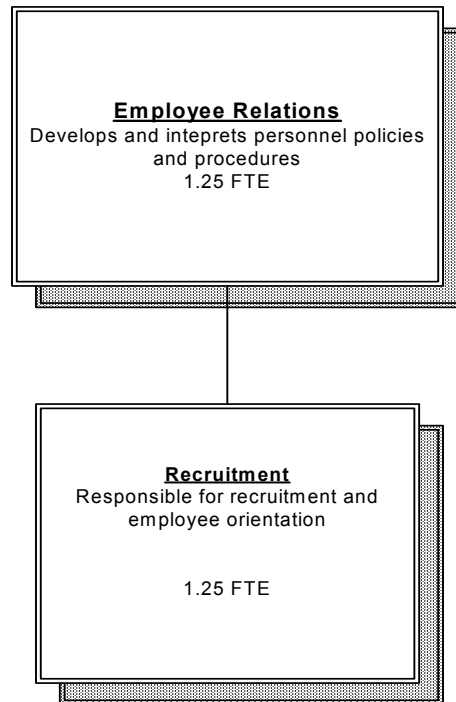 Employee Relations
Develops and inteprets personnel policies
and procedures
1.25 FTE
Recruitment
Responsible for recruitment and
employee orientation
1.25 FTE